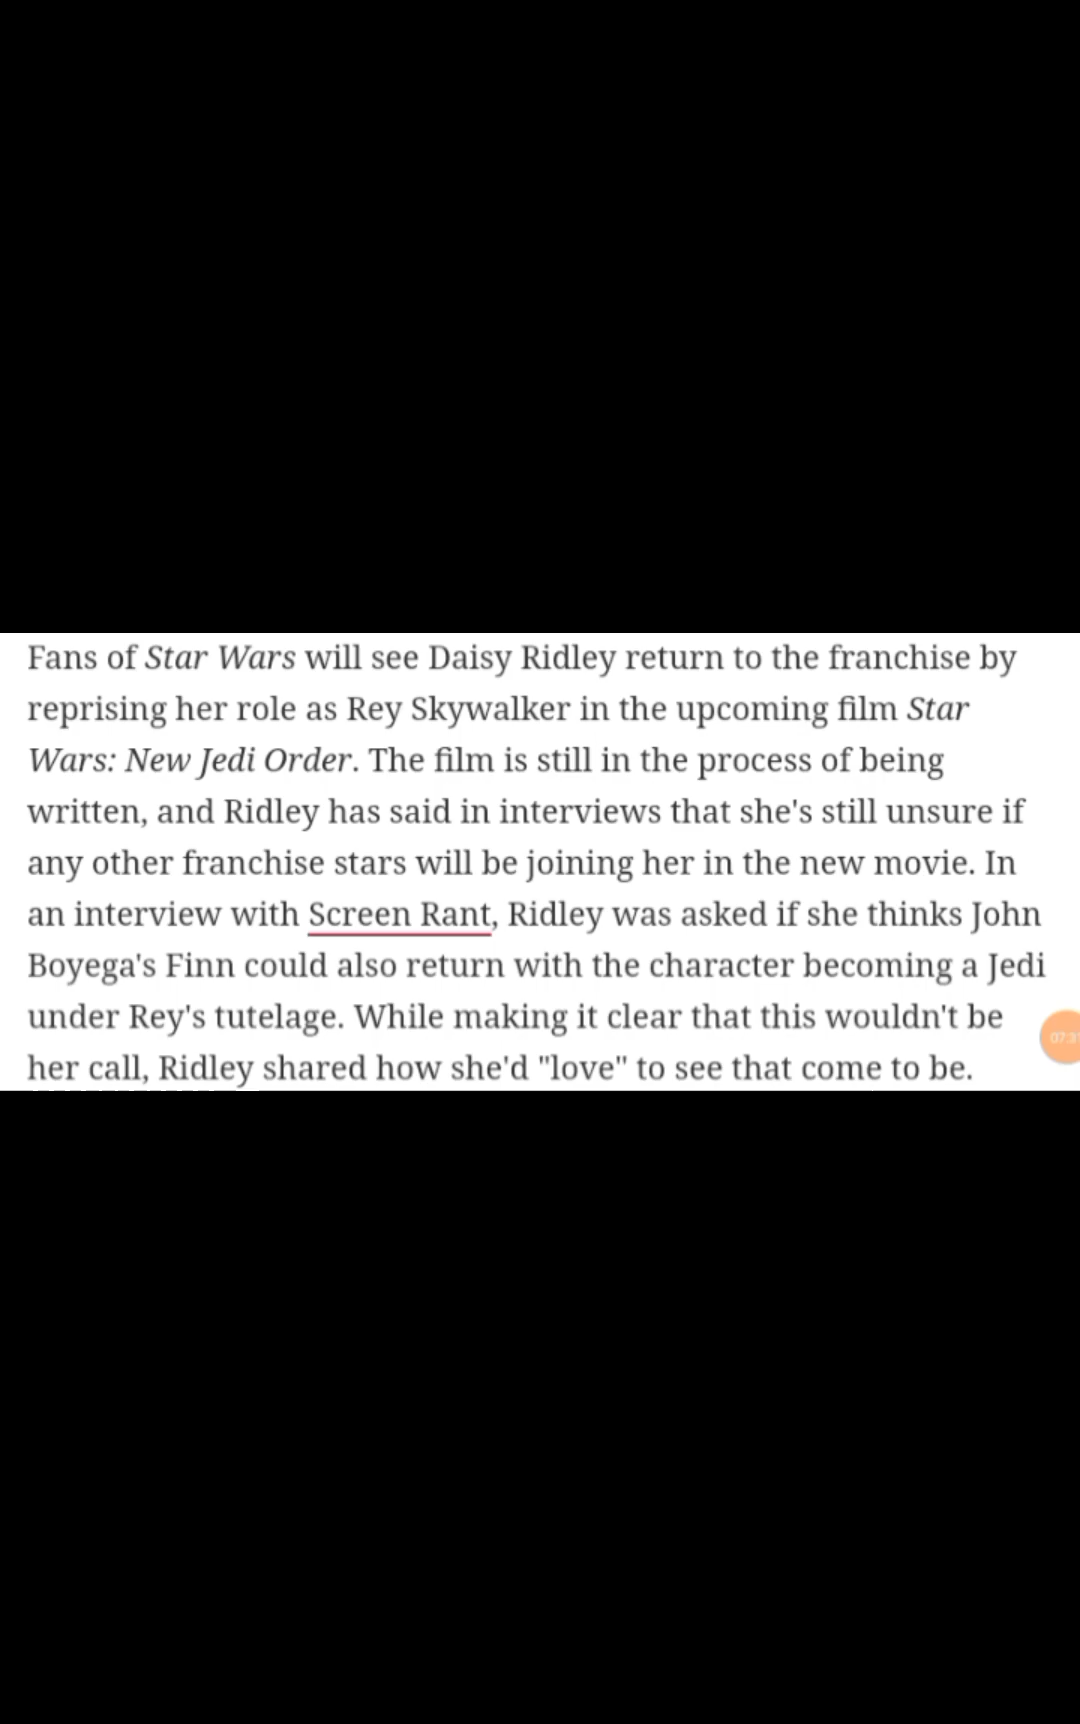 Fans of Star Wars will see Daisy Ridley return to the franchise by
reprising her role as Rey Skywalker in the upcoming film Star
Wars: New Jedi Order. The film is still in the process of being
written, and Ridley has said in interviews that she's still unsure if
any other franchise stars will be joining her in the new movie. In
an interview with Screen Rant, Ridley was asked if she thinks John
Boyega's Finn could also return with the character becoming a Jedi
under Rey's tutelage. While making it clear that this wouldn't be
her call, Ridley shared how she'd "love" to see that come to be.